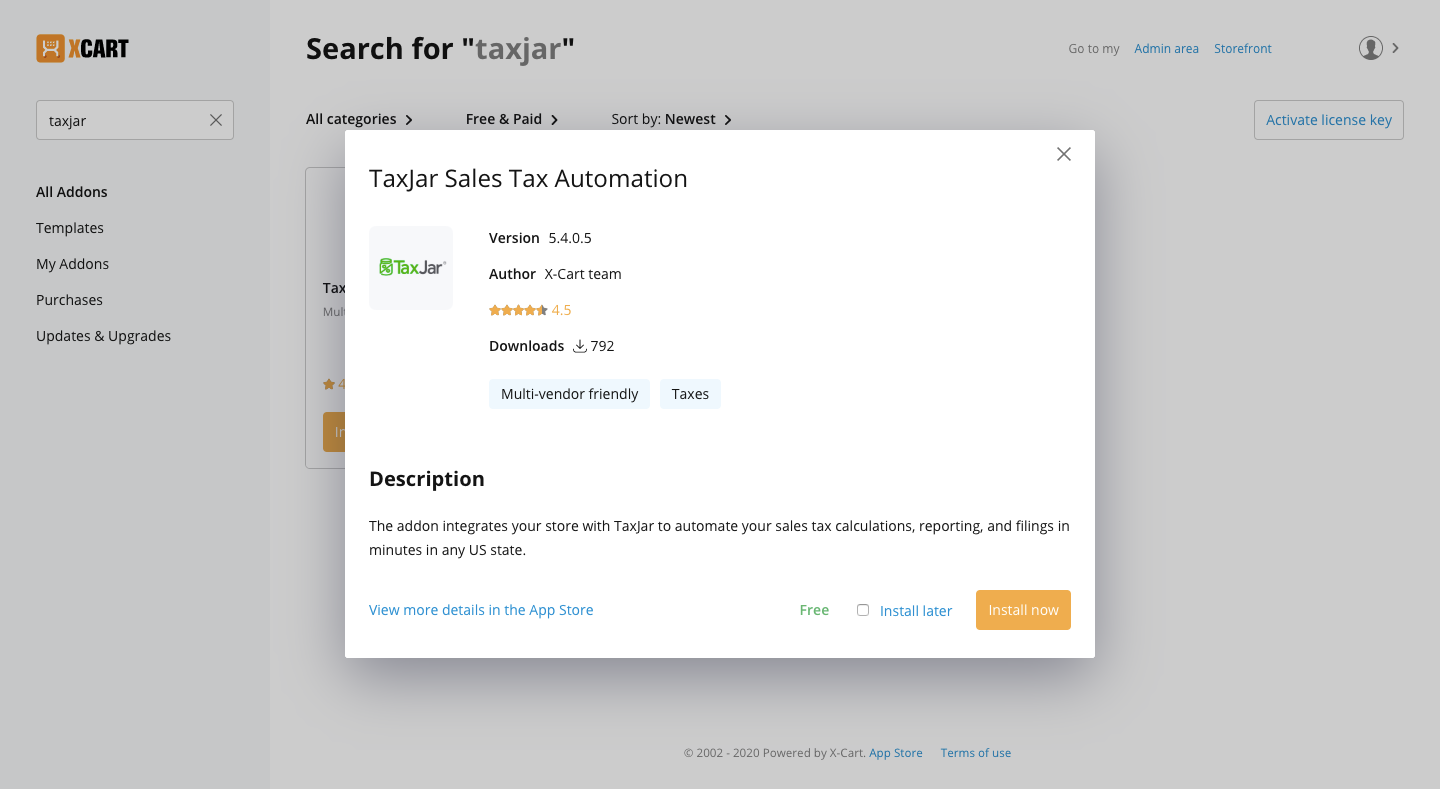 XCART
Search for "taxjar"
Go to my Admin area Storefront
taxjar
All categories
Free & Paid
Sort by: Newest
Activate license key
All Addons
Templates
My Addons
Purchases
Updates & Upgrades
TaxJar Sales Tax Automation
TaxJar
Version 5.4.0.5
Author X-Cart team
4.5
Downloads 792
Multi-vendor friendly
Taxes
Description
The addon integrates your store with TaxJar to automate your sales tax calculations, reporting, and filings in
minutes in any US state.
View more details in the App Store
Free
Install later
Install now
© 2002 - 2020 Powered by X-Cart. App Store Terms of use